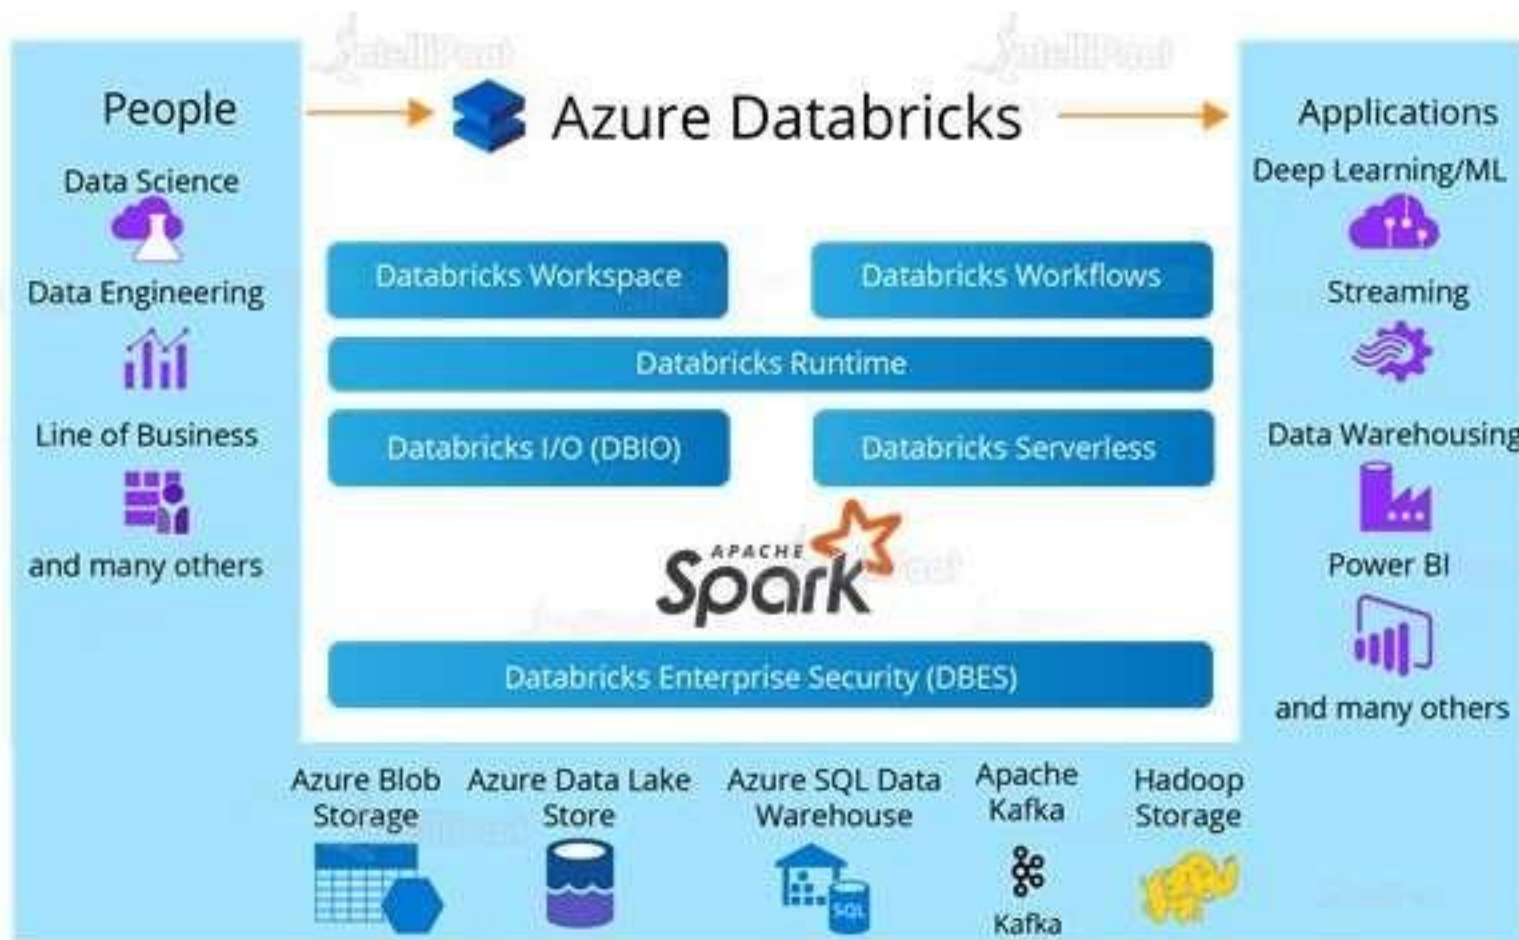 IntelliPaat
IntelliPaat
People
Azure Databricks
Applications
Data Science
Data Engineering
Line of Business
and many others
Databricks Workspace
Databricks Workflows
Databricks Runtime
Databricks I/O (DBIO)
Databricks Serverless
APACHE
Spark
Databricks Enterprise Security (DBES)
Deep Learning/ML
Streaming
Data Warehousing
Power BI
and many others
Azure Blob
Storage
Azure Data Lake
Store
Azure SQL Data
Warehouse
SQL
Apache
Kafka
Kafka
Hadoop
Storage